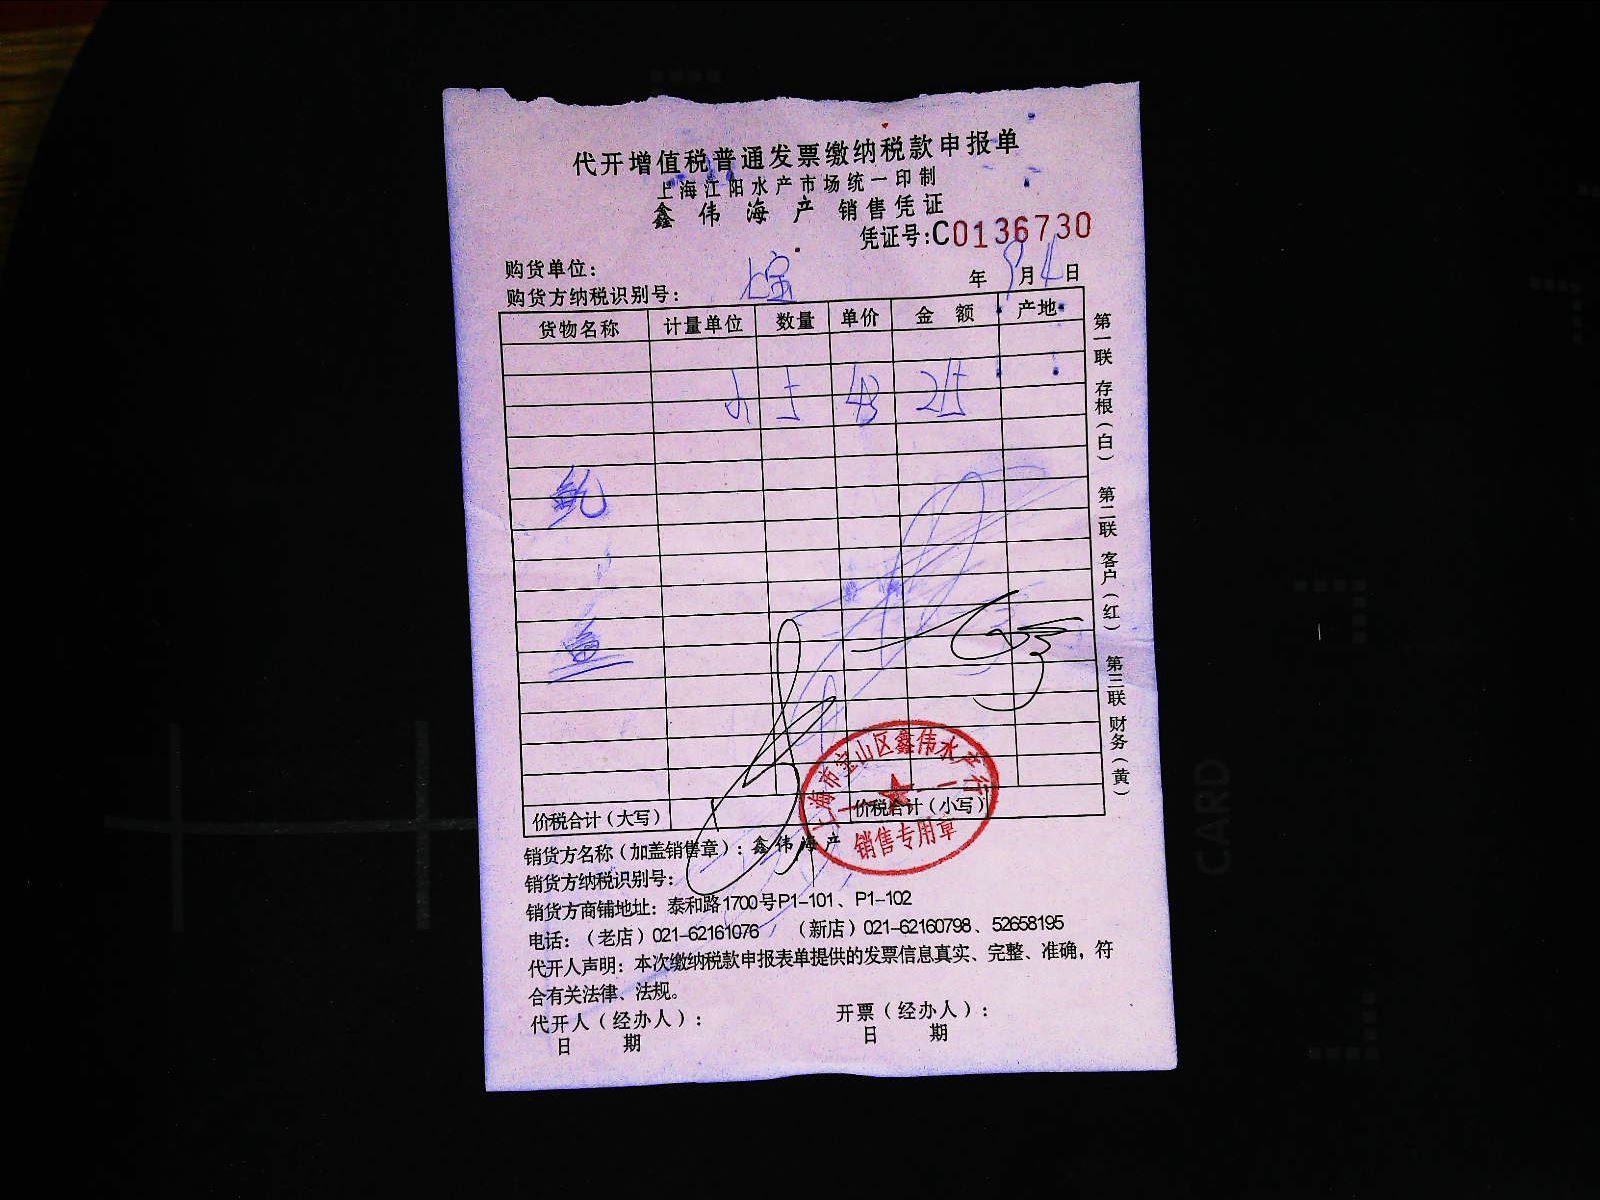 代开增值税普通发票缴纳税款申报单
上海江阳水产市场统一印制
鑫伟海产 销售凭证
凭证号:C0136730
购货单位:
上宝
年 9月4日
购货方纳税识别号:
货物名称 计量单位 数量 单价 金额 产地
43 215
鱼
价税合计(大写) 价税合计(小写)
上海市宝山区鑫伟水产行
销售专用章
销货方名称(加盖销售章):鑫伟海产
销货方纳税识别号:
销货方商铺地址:泰和路1700号P1-101、P1-102
电话:(老店)021-62161076 (新店)021-62160798、52658195
代开人声明:本次缴纳税款申报表单提供的发票信息真实、完整、准确,符
合有关法律、法规。
代开人(经办人): 开票(经办人):
日期 日期
第一联 存根(白) 第二联 客户(红) 第三联 财务(黄)
CARD